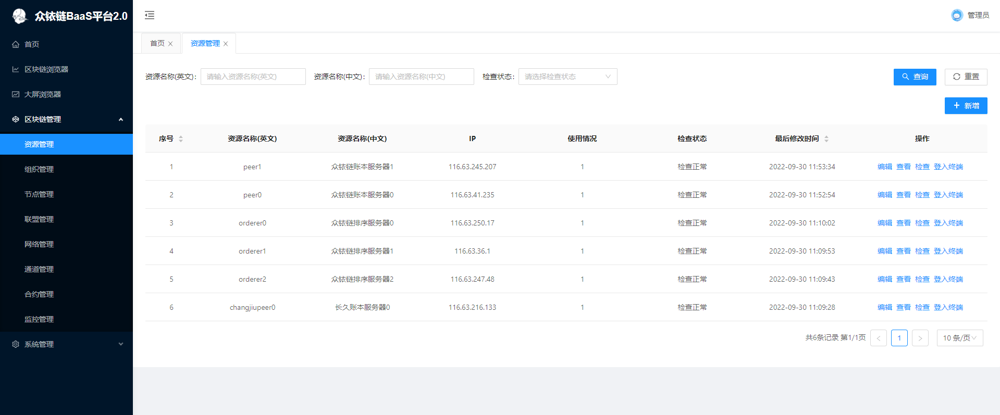 众铱链BaaS平台2.0
管理员
首页
区块链浏览器
大屏浏览器
区块链管理
资源管理
组织管理
节点管理
联盟管理
网络管理
通道管理
合约管理
监控管理
系统管理
首页 资源管理
资源名称(英文)： 请输入资源名称(英文) 资源名称(中文)： 请输入资源名称(中文) 检查状态： 请选择检查状态 查询 重置
新增
序号 资源名称(英文) 资源名称(中文) IP 使用情况 检查状态 最后修改时间 操作
1 peer1 众铱链账本服务器1 116.63.245.207 1 检查正常 2022-09-30 11:53:34 编辑 查看 检查 登入终端
2 peer0 众铱链账本服务器0 116.63.41.235 1 检查正常 2022-09-30 11:52:54 编辑 查看 检查 登入终端
3 orderer0 众铱链排序服务器0 116.63.250.17 1 检查正常 2022-09-30 11:10:02 编辑 查看 检查 登入终端
4 orderer1 众铱链排序服务器1 116.63.36.1 1 检查正常 2022-09-30 11:09:53 编辑 查看 检查 登入终端
5 orderer2 众铱链排序服务器2 116.63.247.48 1 检查正常 2022-09-30 11:09:43 编辑 查看 检查 登入终端
6 changjiupeer0 长久账本服务器0 116.63.216.133 1 检查正常 2022-09-30 11:09:28 编辑 查看 检查 登入终端
共6条记录 第1/1页 < 1 > 10 条/页